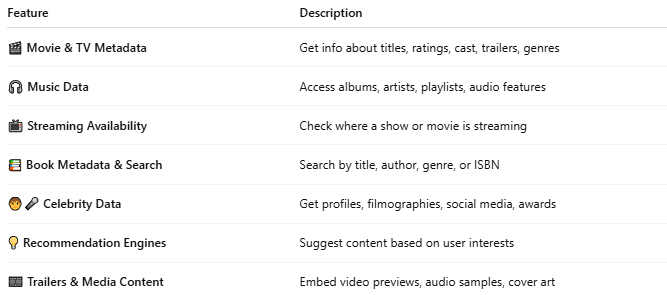 Feature Description
🎬 Movie & TV Metadata Get info about titles, ratings, cast, trailers, genres
🎧 Music Data Access albums, artists, playlists, audio features
📺 Streaming Availability Check where a show or movie is streaming
📚 Book Metadata & Search Search by title, author, genre, or ISBN
🧑‍🎤 Celebrity Data Get profiles, filmographies, social media, awards
💡 Recommendation Engines Suggest content based on user interests
🎞️ Trailers & Media Content Embed video previews, audio samples, cover art